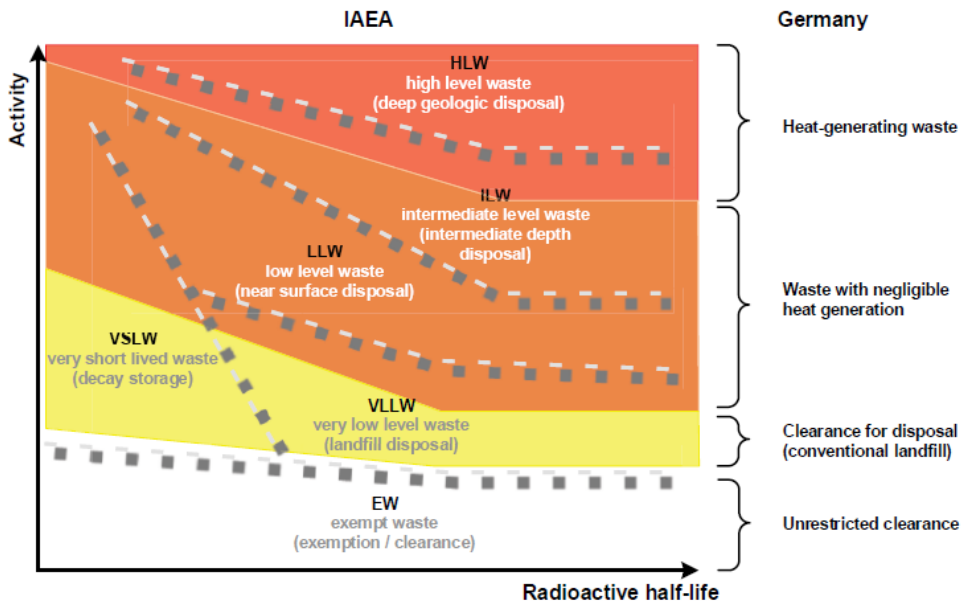 IAEA
Germany
Activity
HLW
high level waste
(deep geologic disposal)
Heat-generating waste
ILW
intermediate level waste
(intermediate depth
disposal)
LLW
low level waste
(near surface disposal)
Waste with negligible
heat generation
VSLW
very short lived waste
(decay storage)
VLLW
very low level waste
(landfill disposal)
Clearance for disposal
(conventional landfill)
EW
exempt waste
(exemption / clearance)
Unrestricted clearance
Radioactive half-life